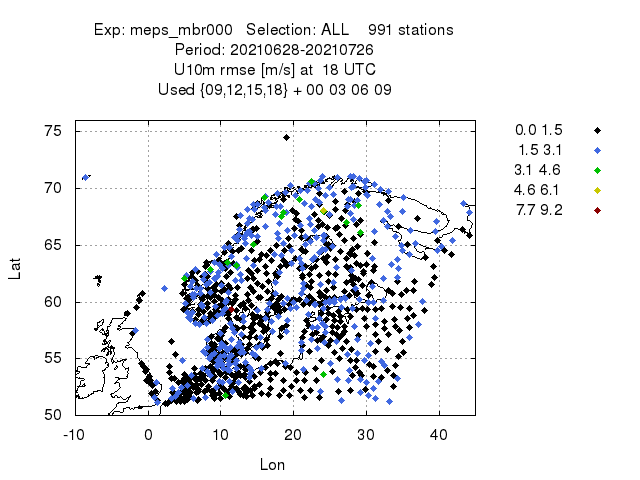 Exp: meps_mbr000 Selection: ALL 991 stations
Period: 20210628-20210726
U10m rmse [m/s] at 18 UTC
Used {09,12,15,18} + 00 03 06 09
0.0 1.5
1.5 3.1
3.1 4.6
4.6 6.1
7.7 9.2
75
70
65
60
55
50
Lat
-10 0 10 20 30 40
Lon